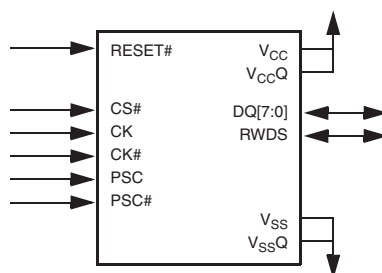 RESET#
CS#
CK
CK#
PSC
PSC#
VCC
VCCQ
DQ[7:0]
RWDS
VSS
VSSQ